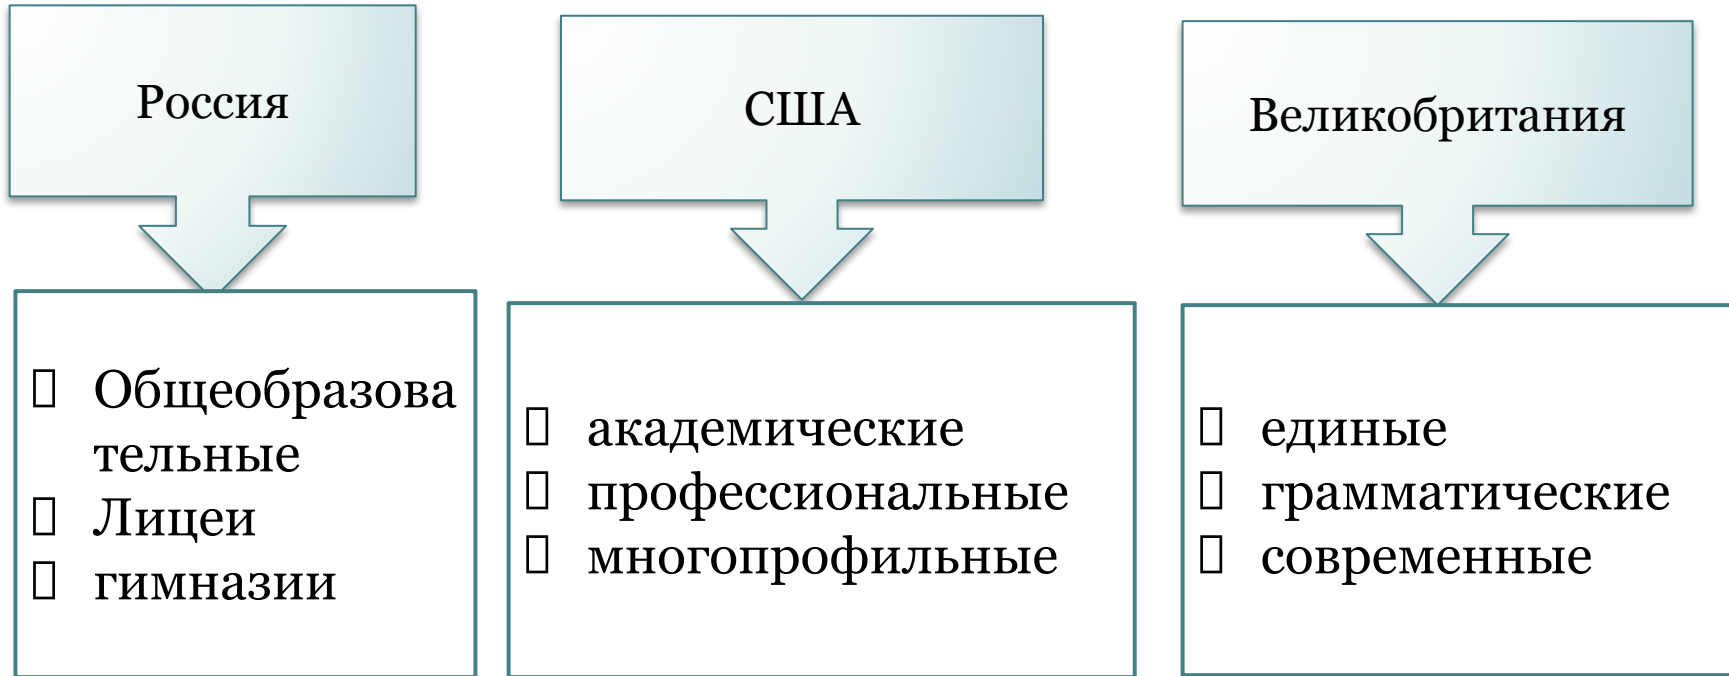 Россия
США
Великобритания
▯ Общеобразова
тельные
▯ Лицеи
▯ гимназии
▯ академические
▯ профессиональные
▯ многопрофильные
▯ единые
▯ грамматические
▯ современные